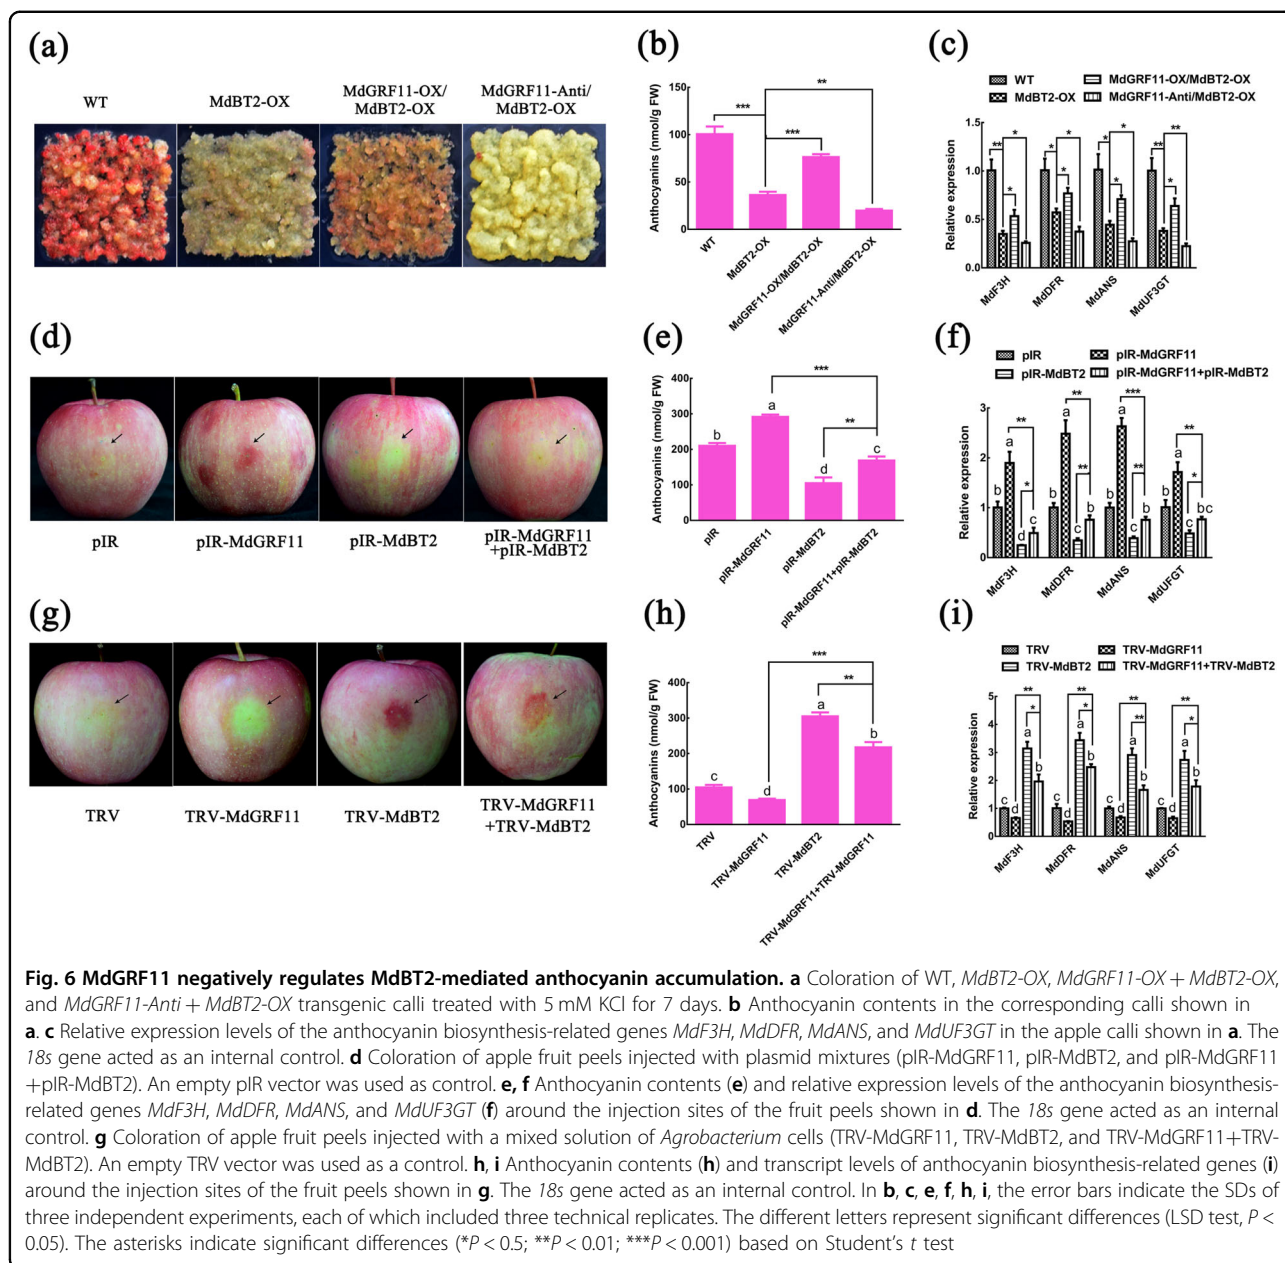 (a)
WT
MdBT2-OX
MdGRF11-OX/
MdBT2-OX
MdGRF11-Anti/
MdBT2-OX
(b)
Anthocyanins (nmol/g FW)
150
100
50
0
***
**
***
WT
MdBT2-OX
MdGRF11-OX/MdBT2-OX
MdGRF11-Anti/MdBT2-OX
(c)
WT
MdGRF11-OX/MdBT2-OX
MdBT2-OX
MdGRF11-Anti/MdBT2-OX
Relative expression
1.5
1.0
0.5
0.0
** * *
* * *
* * *
** ** *
MdF3H
MdDFR
MdANS
MdUF3GT
(d)
pIR
pIR-MdGRF11
pIR-MdBT2
pIR-MdGRF11
+pIR-MdBT2
(e)
Anthocyanins (nmol/g FW)
400
300
200
100
0
***
**
b
a
d
c
pIR
pIR-MdGRF11
pIR-MdBT2
pIR-MdGRF11+pIR-MdBT2
(f)
pIR
pIR-MdGRF11
pIR-MdBT2
pIR-MdGRF11+pIR-MdBT2
Relative expression
3
2
1
0
** *
b a d c
** **
b a c b
*** **
b a c b
** *
b a c bc
MdF3H
MdDFR
MdANS
MdUFGT
(g)
TRV
TRV-MdGRF11
TRV-MdBT2
TRV-MdGRF11
+TRV-MdBT2
(h)
Anthocyanins (nmol/g FW)
400
300
200
100
0
***
**
c
d
a
b
TRV
TRV-MdGRF11
TRV-MdBT2
TRV-MdGRF11+TRV-MdGRF11
(i)
TRV
TRV-MdGRF11
TRV-MdBT2
TRV-MdGRF11+TRV-MdBT2
Relative expression
5
4
3
2
1
0
** *
c d a b
** *
c d a b
** **
c d a b
** *
c d a b
MdF3H
MdDFR
MdANS
MdUFGT
Fig. 6 MdGRF11 negatively regulates MdBT2-mediated anthocyanin accumulation. a Coloration of WT, MdBT2-OX, MdGRF11-OX + MdBT2-OX,
and MdGRF11-Anti + MdBT2-OX transgenic calli treated with 5 mM KCl for 7 days. b Anthocyanin contents in the corresponding calli shown in
a. c Relative expression levels of the anthocyanin biosynthesis-related genes MdF3H, MdDFR, MdANS, and MdUF3GT in the apple calli shown in a. The
18s gene acted as an internal control. d Coloration of apple fruit peels injected with plasmid mixtures (pIR-MdGRF11, pIR-MdBT2, and pIR-MdGRF11
+pIR-MdBT2). An empty pIR vector was used as control. e, f Anthocyanin contents (e) and relative expression levels of the anthocyanin biosynthesis-
related genes MdF3H, MdDFR, MdANS, and MdUF3GT (f) around the injection sites of the fruit peels shown in d. The 18s gene acted as an internal
control. g Coloration of apple fruit peels injected with a mixed solution of Agrobacterium cells (TRV-MdGRF11, TRV-MdBT2, and TRV-MdGRF11+TRV-
MdBT2). An empty TRV vector was used as a control. h, i Anthocyanin contents (h) and transcript levels of anthocyanin biosynthesis-related genes (i)
around the injection sites of the fruit peels shown in g. The 18s gene acted as an internal control. In b, c, e, f, h, i, the error bars indicate the SDs of
three independent experiments, each of which included three technical replicates. The different letters represent significant differences (LSD test, P <
0.05). The asterisks indicate significant differences (*P < 0.5; **P < 0.01; ***P < 0.001) based on Student's t test